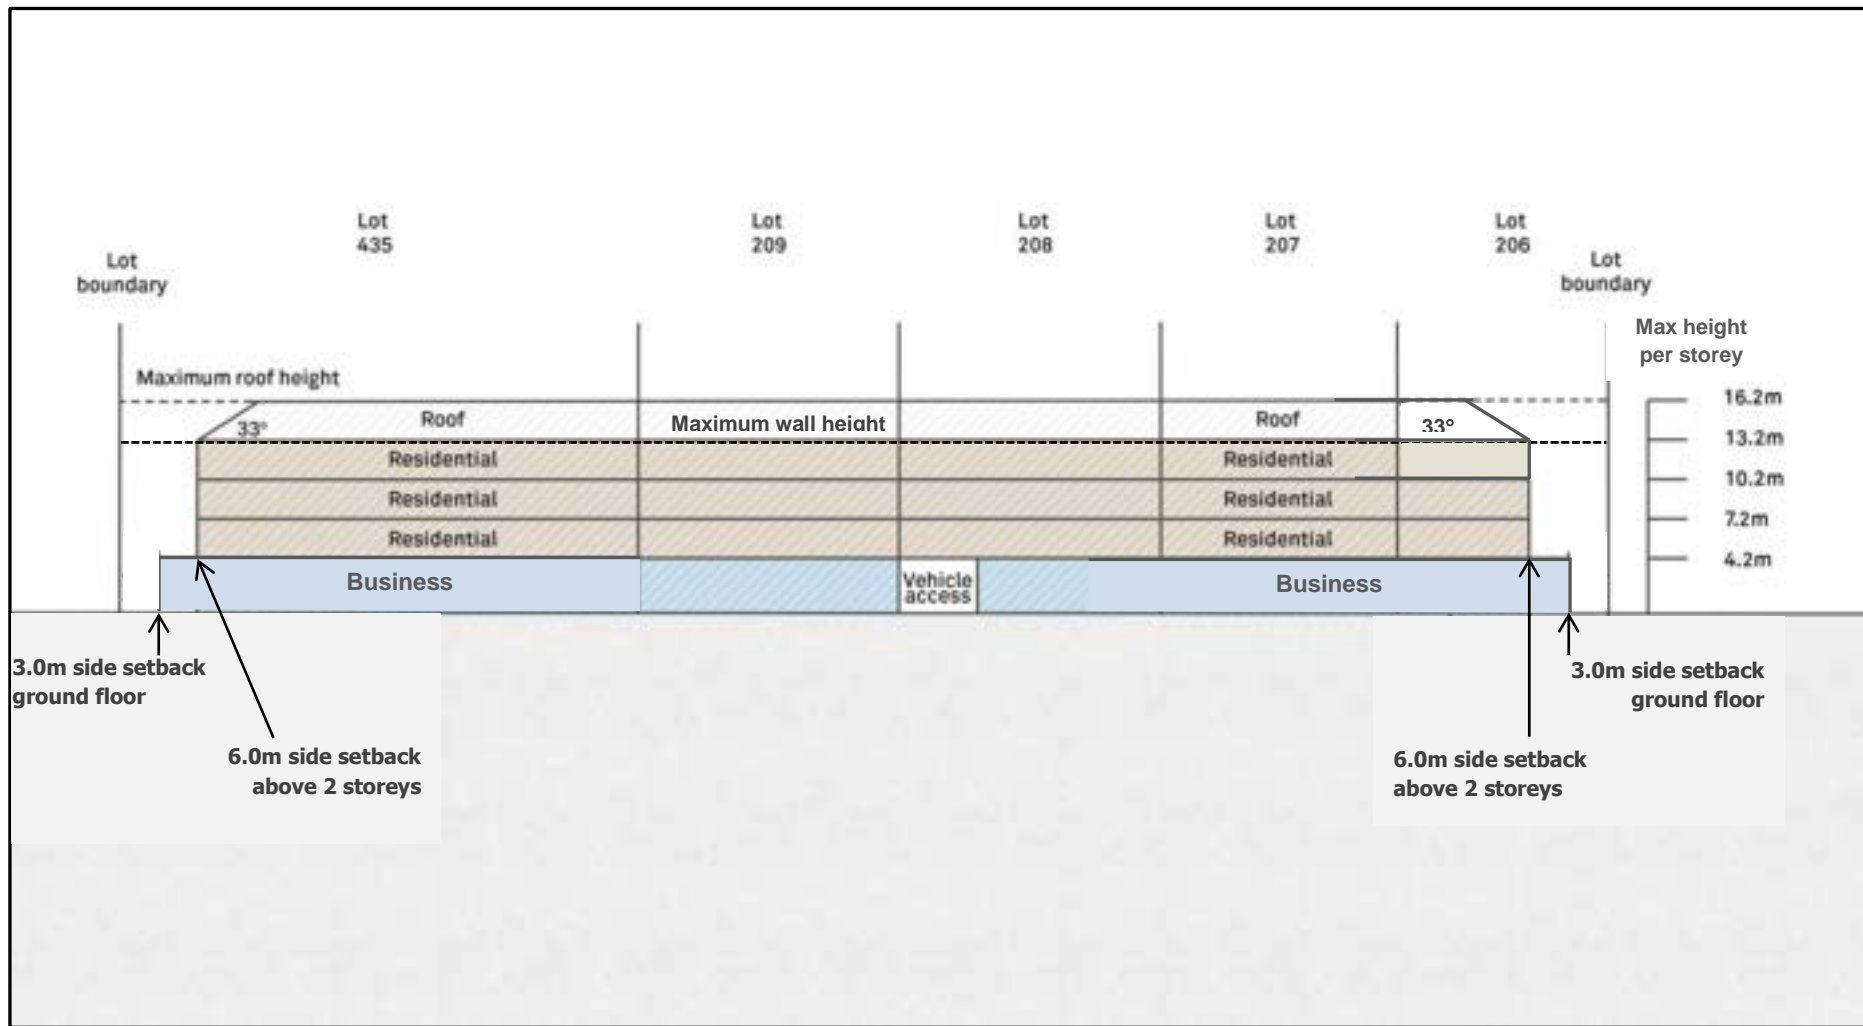 Lot
435
Lot
209
Lot
208
Lot
207
Lot
206
Lot
boundary
Lot
boundary
Max height
per storey
Maximum roof height
16.2m
33°
Roof
Maximum wall height
Roof
33°
13.2m
Residential
Residential
10.2m
Residential
Residential
7.2m
Residential
Residential
4.2m
Business
Vehicle
access
Business
3.0m side setback
ground floor
6.0m side setback
above 2 storeys
6.0m side setback
above 2 storeys
3.0m side setback
ground floor